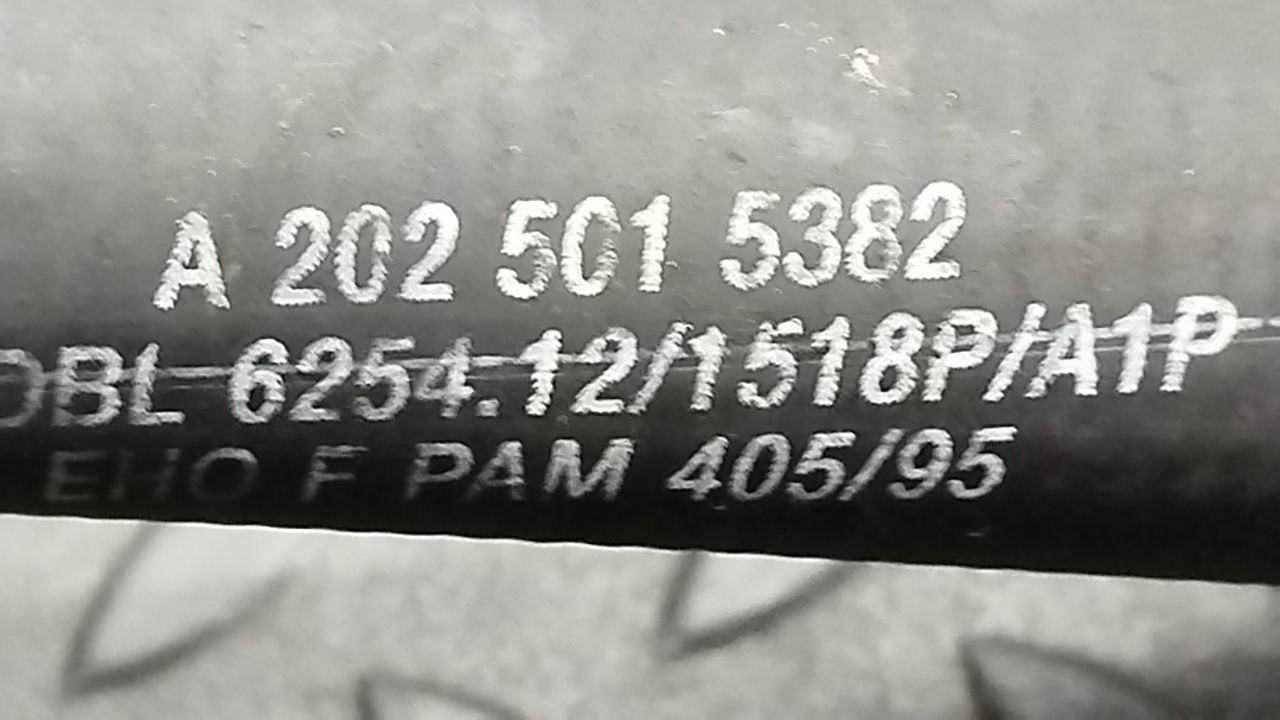 A 202 501 5382
DBL 6254.12/1518P/A1P
EHO F PAM 405/95